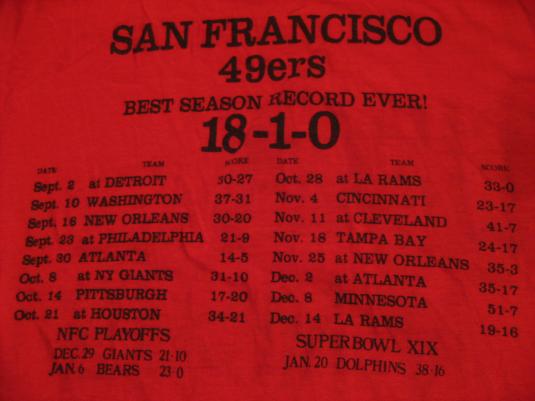 SAN FRANCISCO
49ers
BEST SEASON RECORD EVER!
18-1-0
DATE TEAM SCORE
Sept. 2 at DETROIT 30-27
Sept. 10 WASHINGTON 37-31
Sept. 16 NEW ORLEANS 30-20
Sept. 23 at PHILADELPHIA 21-9
Sept. 30 ATLANTA 14-5
Oct. 8 at NY GIANTS 31-10
Oct. 14 PITTSBURGH 17-20
Oct. 21 at HOUSTON 34-21
DATE TEAM SCORE
Oct. 28 at LA RAMS 33-0
Nov. 4 CINCINNATI 23-17
Nov. 11 at CLEVELAND 41-7
Nov. 18 TAMPA BAY 24-17
Nov. 25 at NEW ORLEANS 35-3
Dec. 2 at ATLANTA 35-17
Dec. 8 MINNESOTA 51-7
Dec. 14 LA RAMS 19-16
NFC PLAYOFFS
DEC. 29 GIANTS 21-10
JAN. 6 BEARS 23-0
SUPER BOWL XIX
JAN. 20 DOLPHINS 38-16